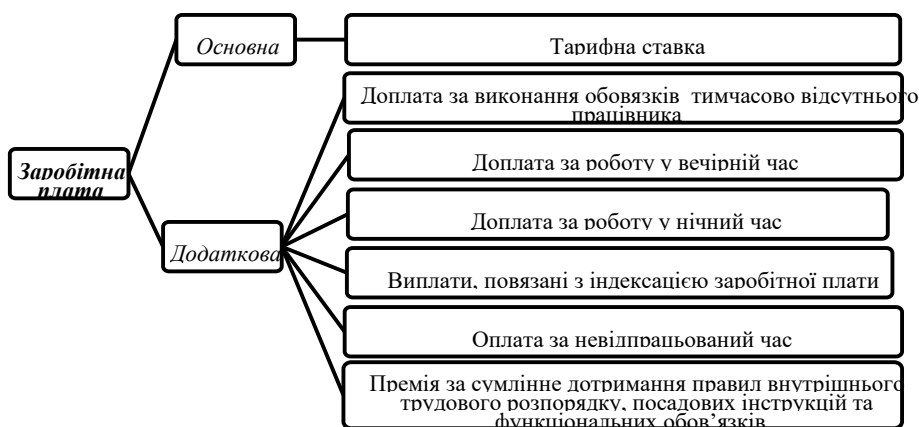 Основна
Тарифна ставка
Доплата за виконання обовязків тимчасово відсутнього
працівника
Заробітна
плата
Доплата за роботу у вечірній час
Доплата за роботу у нічний час
Додаткова
Виплати, повязані з індексацією заробітної плати
Оплата за невідпрацьований час
Премія за сумлінне дотримання правил внутрішнього
трудового розпорядку, посадових інструкцій та
функціональних обов’язків